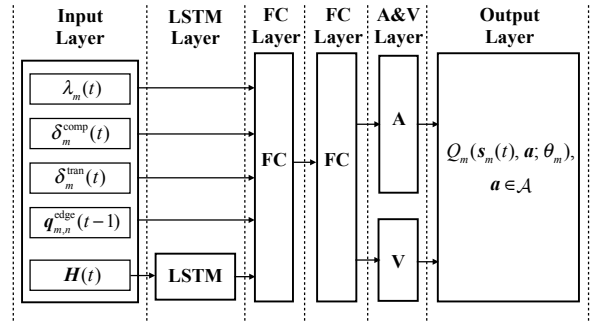 Input Layer
LSTM Layer
FC Layer
FC Layer
A&V Layer
Output Layer
λ_m(t)
δ_m^comp(t)
δ_m^tran(t)
q_{m,n}^edge(t−1)
H(t)
LSTM
FC
FC
A
V
Q_m(s_m(t), a; θ_m),
a ∈ 𝒜